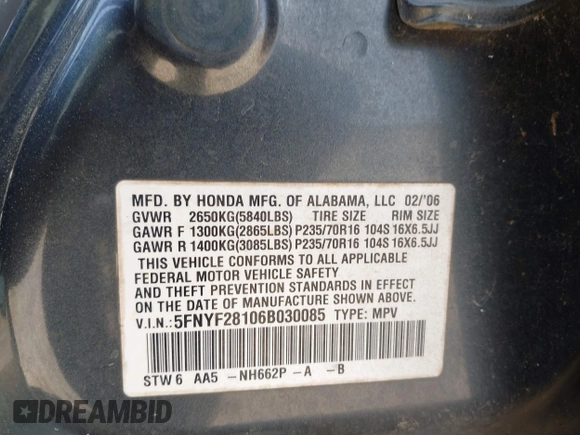 MFD. BY HONDA MFG. OF ALABAMA, LLC 02/'06
GVWR 2650KG(5840LBS) TIRE SIZE RIM SIZE
GAWR F 1300KG(2865LBS) P235/70R16 104S 16X6.5JJ
GAWR R 1400KG(3085LBS) P235/70R16 104S 16X6.5JJ
THIS VEHICLE CONFORMS TO ALL APPLICABLE
FEDERAL MOTOR VEHICLE SAFETY
AND THEFT PREVENTION STANDARDS IN EFFECT
ON THE DATE OF MANUFACTURE SHOWN ABOVE.
V.I.N.:5FNYF28106B030085 TYPE: MPV
STW 6 AA5 -NH662P -A -B
DREAMBID